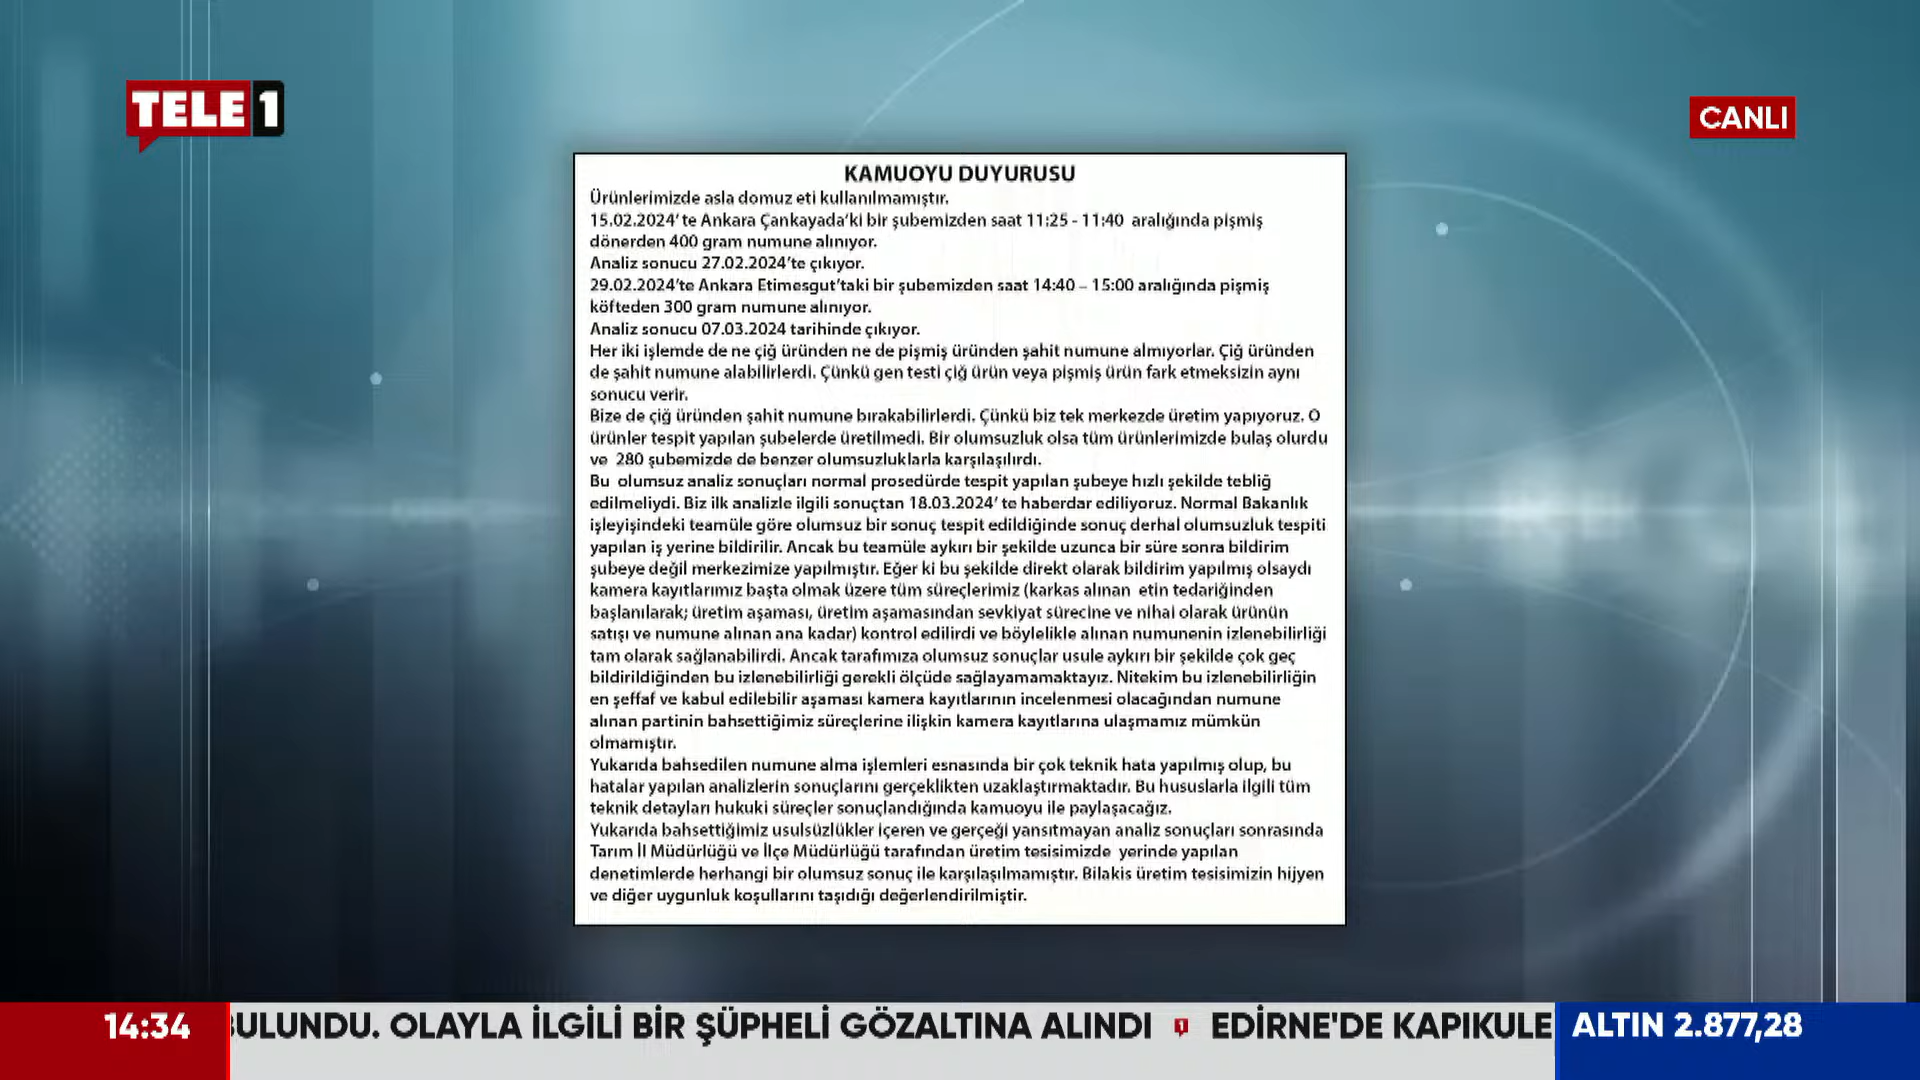 TELE 1
CANLI
KAMUOYU DUYURUSU
Ürünlerimizde asla domuz eti kullanılmamıştır.
15.02.2024' te Ankara Çankayada'ki bir şubemizden saat 11:25 - 11:40 aralığında pişmiş
dönerden 400 gram numune alınıyor.
Analiz sonucu 27.02.2024'te çıkıyor.
29.02.2024'te Ankara Etimesgut'taki bir şubemizden saat 14:40 – 15:00 aralığında pişmiş
köfteden 300 gram numune alınıyor.
Analiz sonucu 07.03.2024 tarihinde çıkıyor.
Her iki işlemde de ne çiğ üründen ne de pişmiş üründen şahit numune almıyorlar. Çiğ üründen
de şahit numune alabilirlerdi. Çünkü gen testi çiğ ürün veya pişmiş ürün fark etmeksizin aynı
sonucu verir.
Bize de çiğ üründen şahit numune bırakabilirlerdi. Çünkü biz tek merkezde üretim yapıyoruz. O
ürünler tespit yapılan şubelerde üretilmedi. Bir olumsuzluk olsa tüm ürünlerimizde bulaş olurdu
ve 280 şubemizde de benzer olumsuzluklarla karşılaşılırdı.
Bu olumsuz analiz sonuçları normal prosedürde tespit yapılan şubeye hızlı şekilde tebliğ
edilmeliydi. Biz ilk analizle ilgili sonuçtan 18.03.2024' te haberdar ediliyoruz. Normal Bakanlık
işleyişindeki teamüle göre olumsuz bir sonuç tespit edildiğinde sonuç derhal olumsuzluk tespiti
yapılan iş yerine bildirilir. Ancak bu teamüle aykırı bir şekilde uzunca bir süre sonra bildirim
şubeye değil merkezimize yapılmıştır. Eğer ki bu şekilde direkt olarak bildirim yapılmış olsaydı
kamera kayıtlarımız başta olmak üzere tüm süreçlerimiz (karkas alınan etin tedariğinden
başlanılarak; üretim aşaması, üretim aşamasından sevkiyat sürecine ve nihai olarak ürünün
satışı ve numune alınan ana kadar) kontrol edilirdi ve böylelikle alınan numunenin izlenebilirliği
tam olarak sağlanabilirdi. Ancak tarafımıza olumsuz sonuçlar usule aykırı bir şekilde çok geç
bildirildiğinden bu izlenebilirliği gerekli ölçüde sağlayamamaktayız. Nitekim bu izlenebilirliğin
en şeffaf ve kabul edilebilir aşaması kamera kayıtlarının incelenmesi olacağından numune
alınan partinin bahsettiğimiz süreçlerine ilişkin kamera kayıtlarına ulaşmamız mümkün
olmamıştır.
Yukarıda bahsedilen numune alma işlemleri esnasında bir çok teknik hata yapılmış olup, bu
hatalar yapılan analizlerin sonuçlarını gerçeklikten uzaklaştırmaktadır. Bu hususlarla ilgili tüm
teknik detayları hukuki süreçler sonuçlandığında kamuoyu ile paylaşacağız.
Yukarıda bahsettiğimiz usulsüzlükler içeren ve gerçeği yansıtmayan analiz sonuçları sonrasında
Tarım İl Müdürlüğü ve İlçe Müdürlüğü tarafından üretim tesisimizde yerinde yapılan
denetimlerde herhangi bir olumsuz sonuç ile karşılaşılmamıştır. Bilakis üretim tesisimizin hijyen
ve diğer uygunluk koşullarını taşıdığı değerlendirilmiştir.
14:34 BULUNDU. OLAYLA İLGİLİ BİR ŞÜPHELİ GÖZALTINA ALINDI 1 EDİRNE'DE KAPIKULE ALTIN 2.877,28